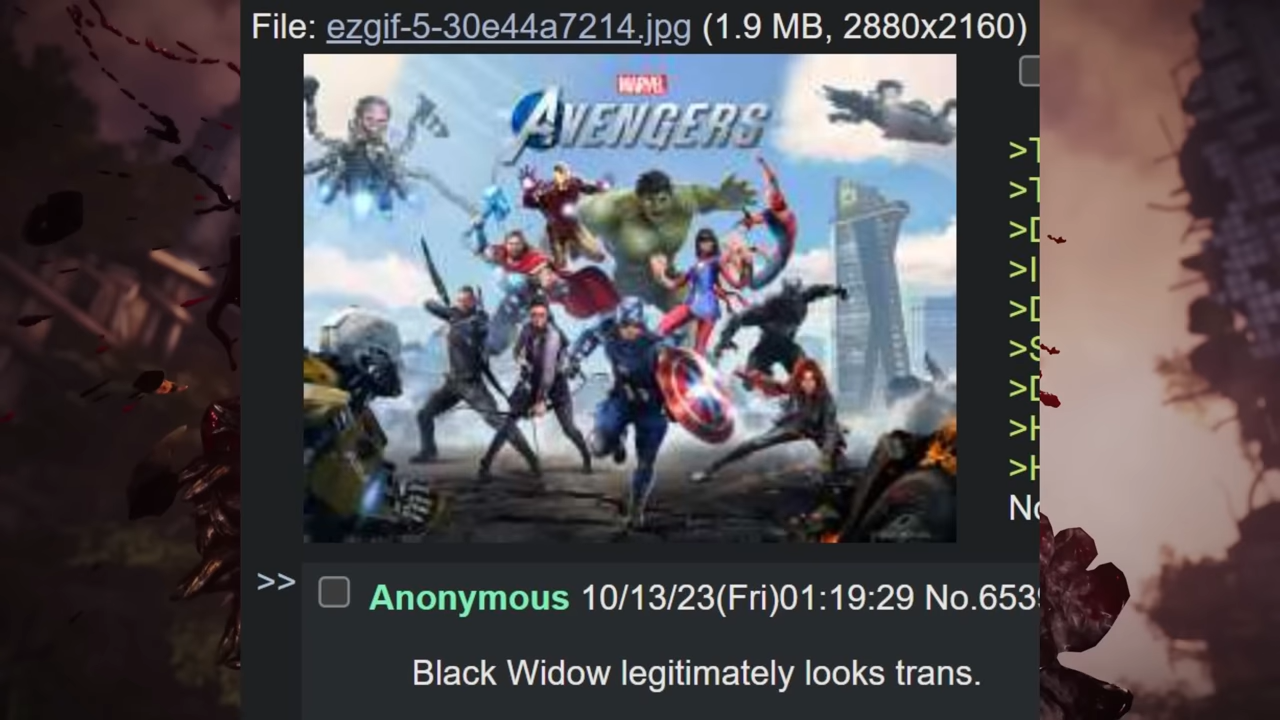 File: ezgif-5-30e44a7214.jpg (1.9 MB, 2880x2160)
MARVEL
AVENGERS
>T
>T
>D
>I
>D
>S
>D
>H
>H
No
>> Anonymous 10/13/23(Fri)01:19:29 No.653
Black Widow legitimately looks trans.